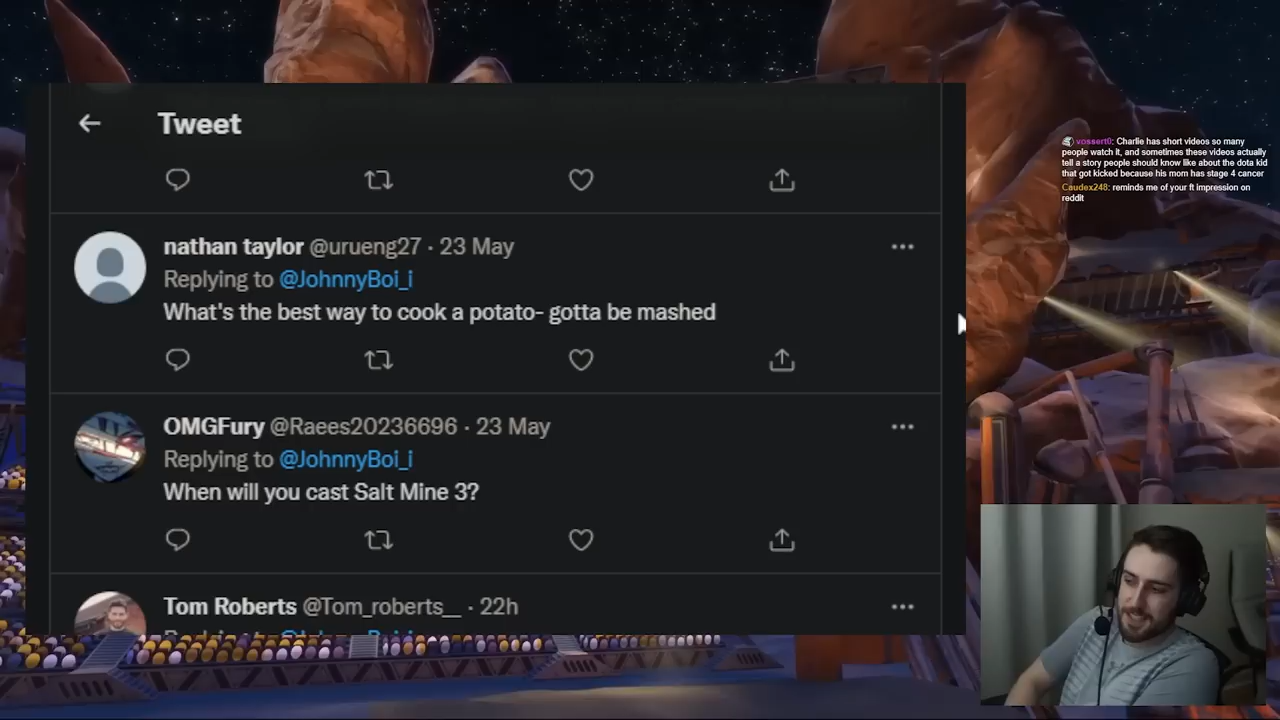 Tweet
nathan taylor @urueng27 · 23 May
Replying to @JohnnyBoi_i
What's the best way to cook a potato- gotta be mashed
OMGFury @Raees20236696 · 23 May
Replying to @JohnnyBoi_i
When will you cast Salt Mine 3?
Tom Roberts @Tom_roberts__ · 22h
Replying to @JohnnyBoi_i
vossert0: Charlie has short videos so many
people watch it, and sometimes these videos actually
tell a story people should know like about the dota kid
that got kicked because his mom has stage 4 cancer
Caudex248: reminds me of your ft impression on
reddit